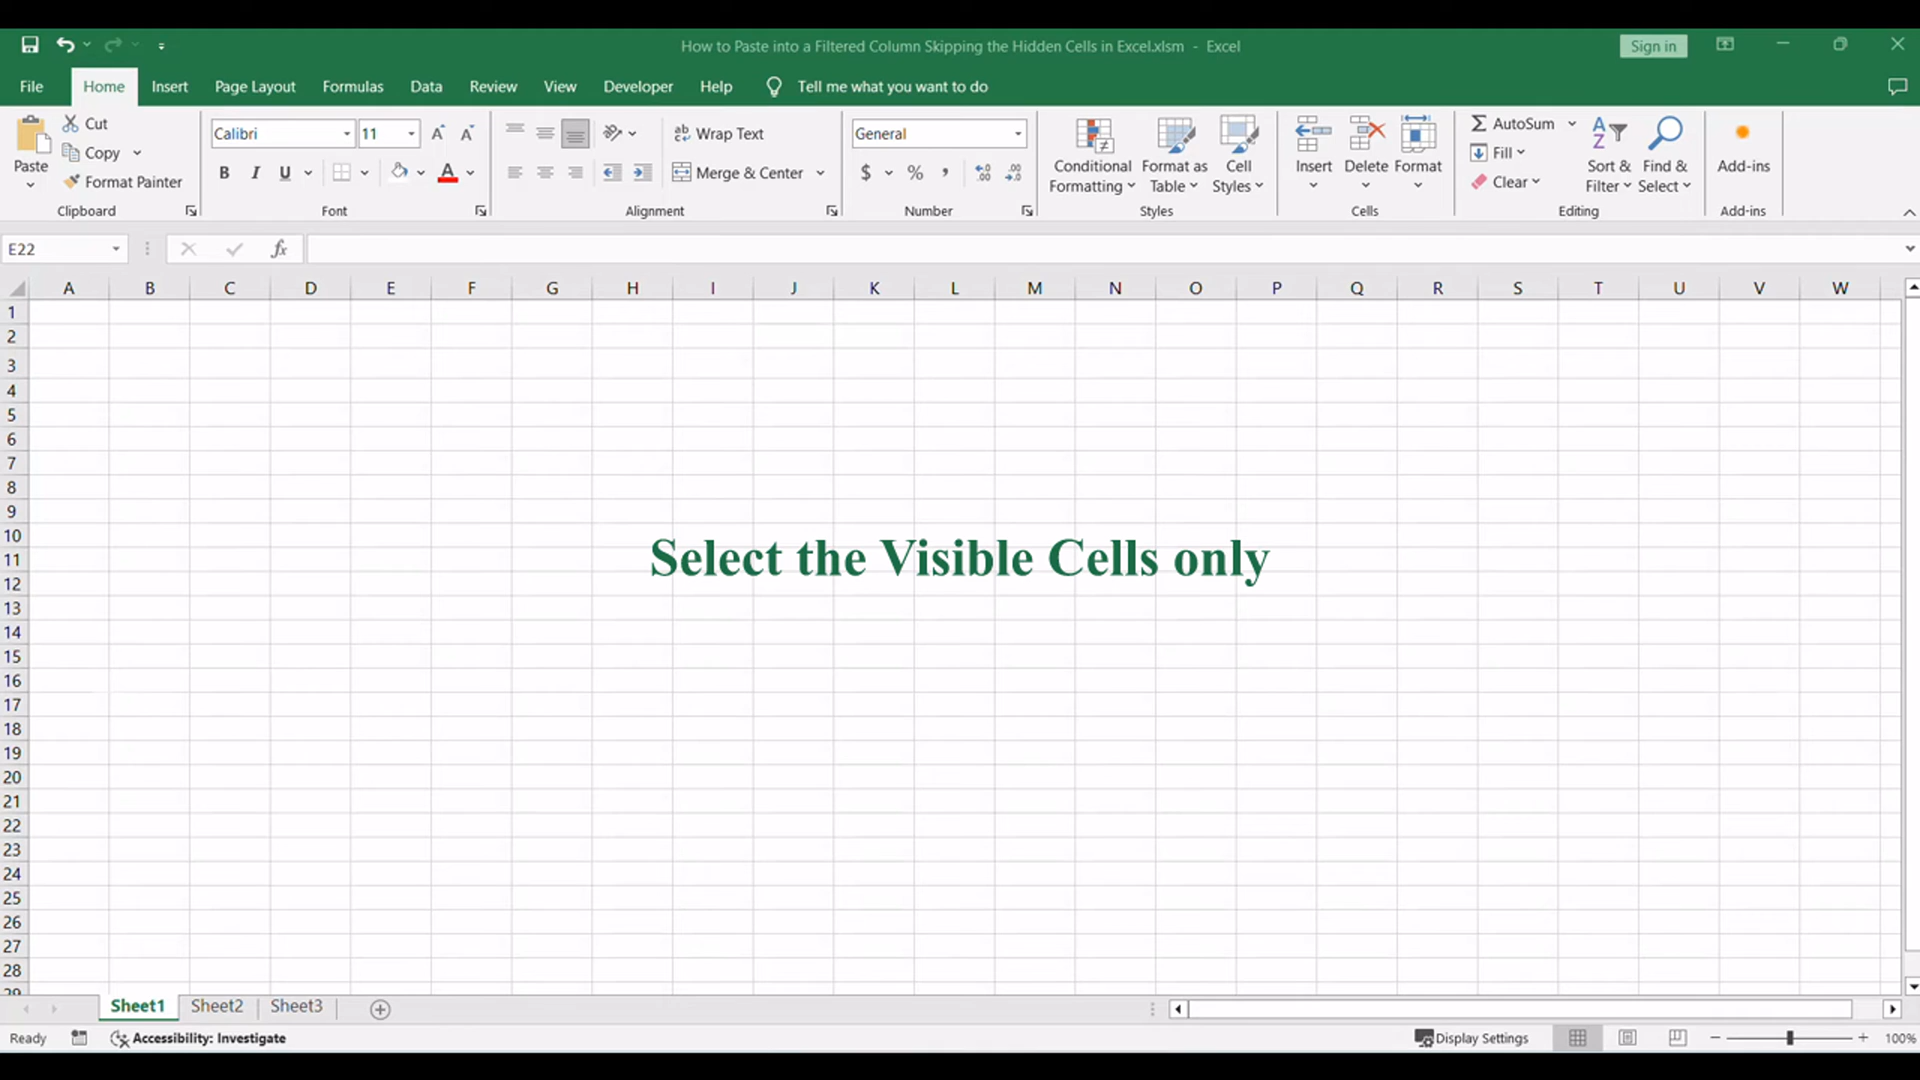 How to Paste into a Filtered Column Skipping the Hidden Cells in Excel.xlsm - Excel
Sign in
File Home Insert Page Layout Formulas Data Review View Developer Help Tell me what you want to do
Paste
Cut
Copy
Format Painter
Clipboard
Calibri 11
B I U A
Font
Wrap Text
Merge & Center
Alignment
General
$ % ,
Number
Conditional Formatting
Format as Table
Cell Styles
Styles
Insert Delete Format
Cells
AutoSum
Fill
Clear
Sort & Filter
Find & Select
Editing
Add-ins
Add-ins
E22 fx
A B C D E F G H I J K L M N O P Q R S T U V W
1
2
3
4
5
6
7
8
9
10
11
Select the Visible Cells only
12
13
14
15
16
17
18
19
20
21
22
23
24
25
26
27
28
29
Sheet1 Sheet2 Sheet3
Ready Accessibility: Investigate Display Settings 100%